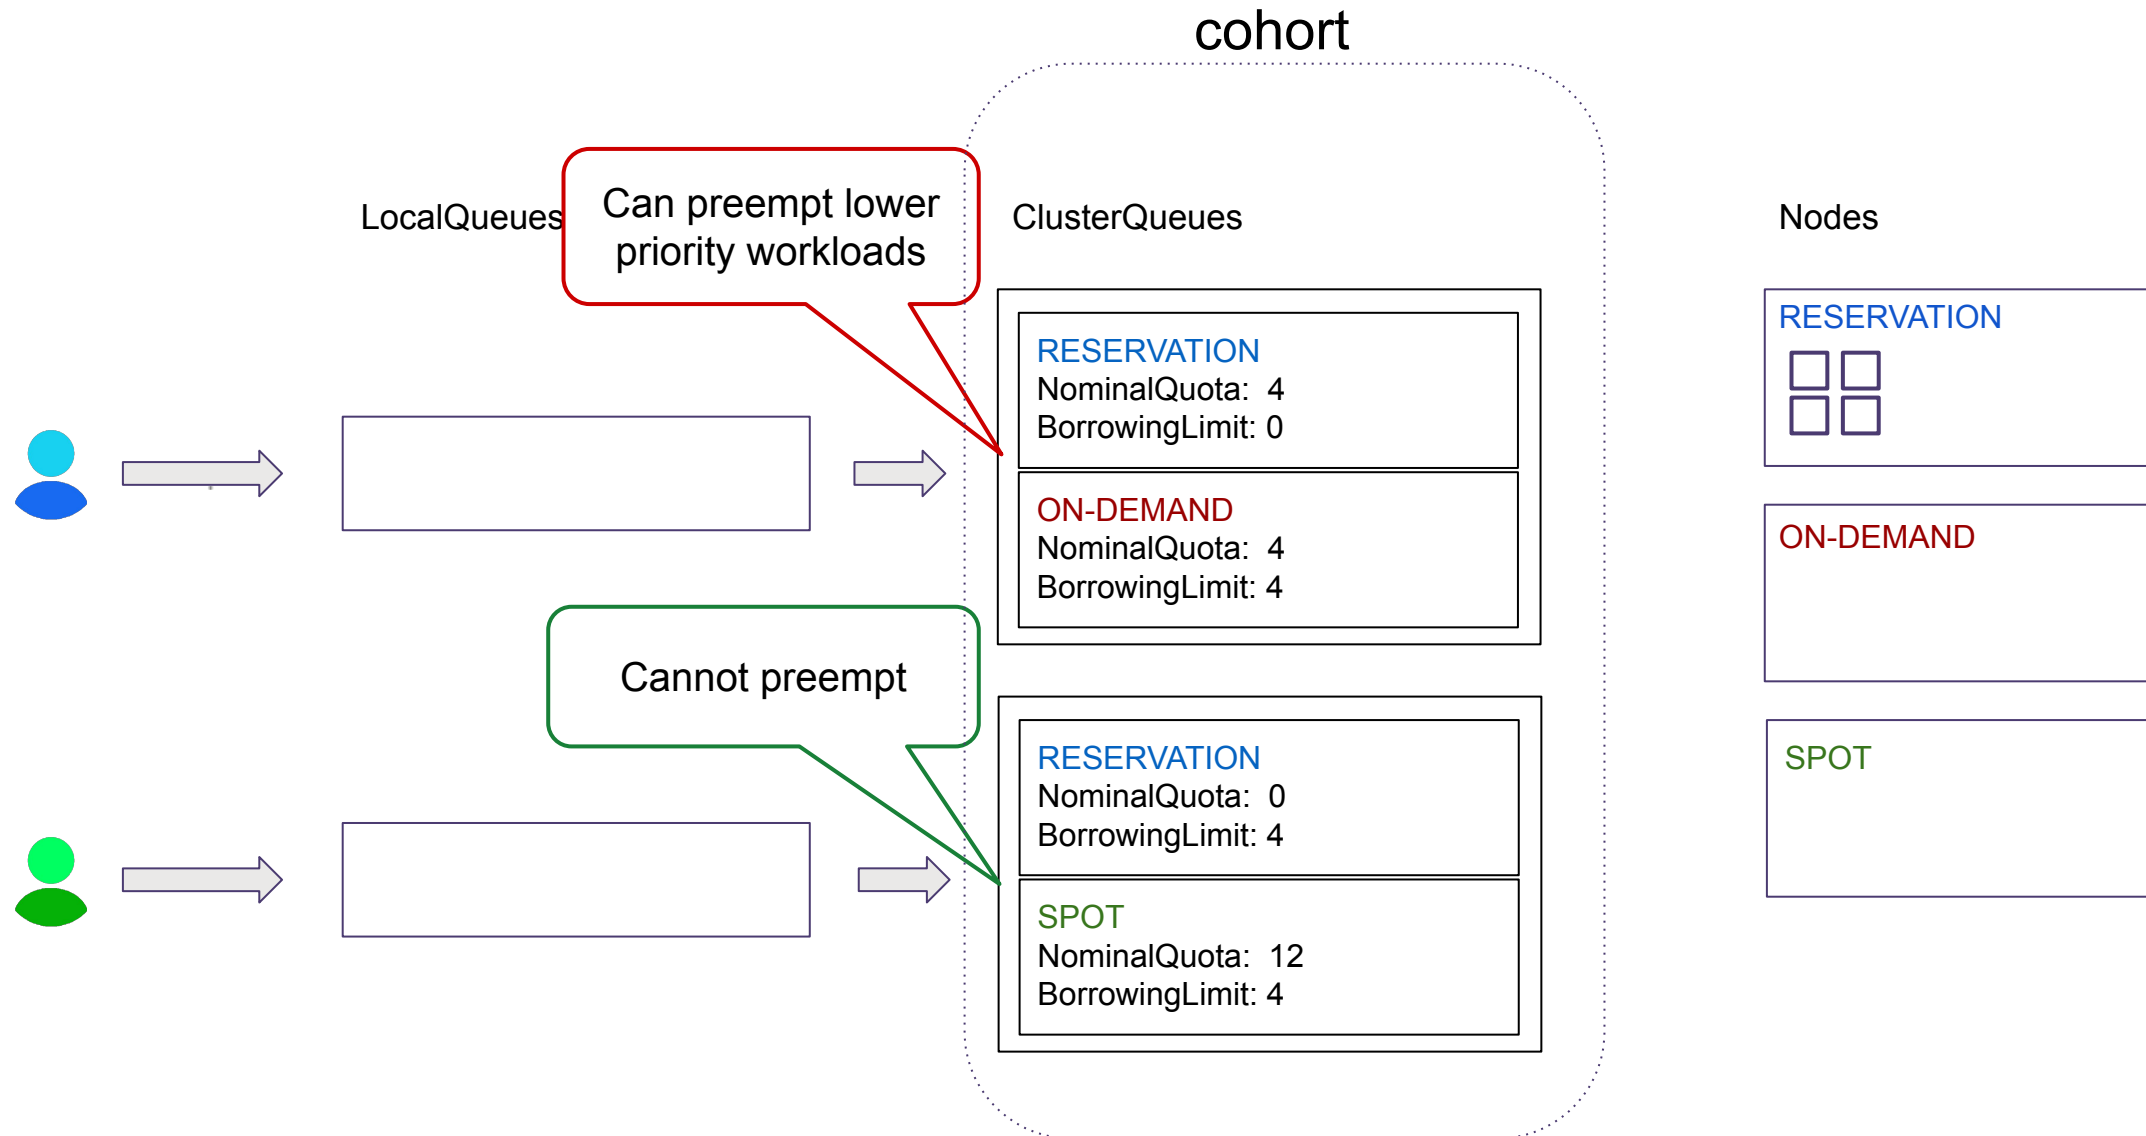 cohort
LocalQueues
Can preempt lower
priority workloads
ClusterQueues
Nodes
RESERVATION
NominalQuota: 4
BorrowingLimit: 0
ON-DEMAND
NominalQuota: 4
BorrowingLimit: 4
Cannot preempt
RESERVATION
NominalQuota: 0
BorrowingLimit: 4
SPOT
NominalQuota: 12
BorrowingLimit: 4
RESERVATION
ON-DEMAND
SPOT